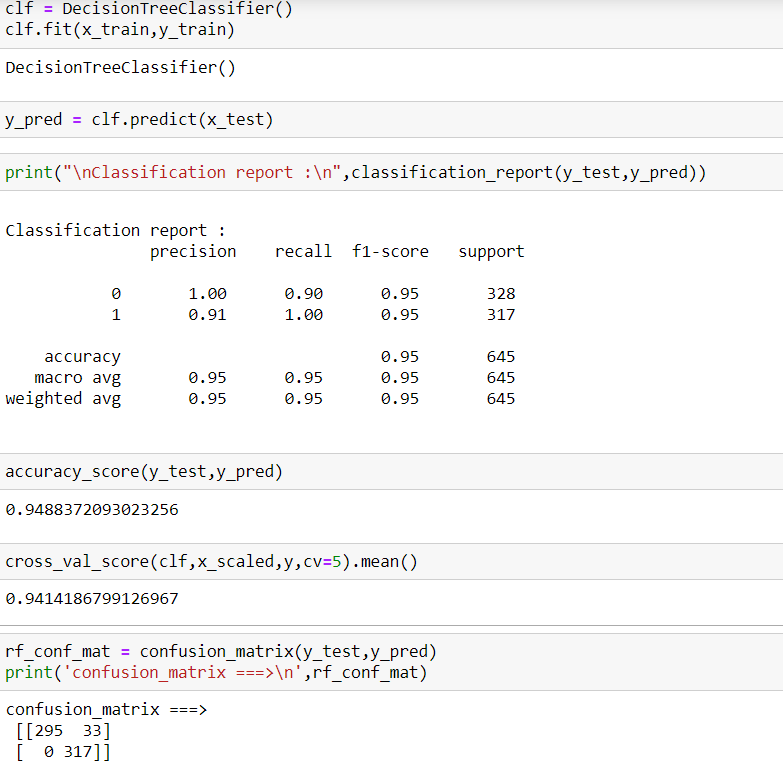 clf = DecisionTreeClassifier()
clf.fit(x_train,y_train)
DecisionTreeClassifier()
y_pred = clf.predict(x_test)
print("\nClassification report :\n",classification_report(y_test,y_pred))
Classification report :
precision recall f1-score support
0 1.00 0.90 0.95 328
1 0.91 1.00 0.95 317
accuracy 0.95 645
macro avg 0.95 0.95 0.95 645
weighted avg 0.95 0.95 0.95 645
accuracy_score(y_test,y_pred)
0.9488372093023256
cross_val_score(clf,x_scaled,y,cv=5).mean()
0.9414186799126967
rf_conf_mat = confusion_matrix(y_test,y_pred)
print('confusion_matrix ===>\n',rf_conf_mat)
confusion_matrix ===>
[[295 33]
[ 0 317]]